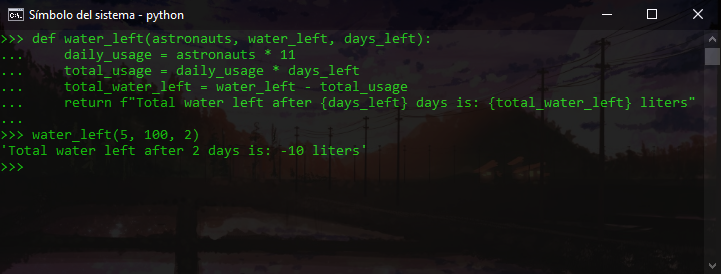 C:\. Símbolo del sistema - python
>>> def water_left(astronauts, water_left, days_left):
...     daily_usage = astronauts * 11
...     total_usage = daily_usage * days_left
...     total_water_left = water_left - total_usage
...     return f"Total water left after {days_left} days is: {total_water_left} liters"
...
>>> water_left(5, 100, 2)
'Total water left after 2 days is: -10 liters'
>>>